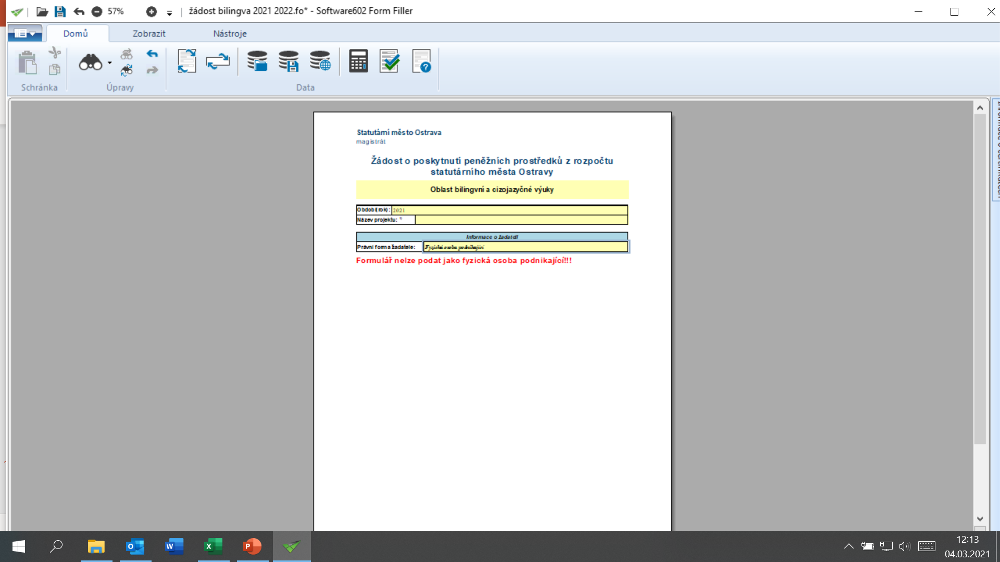 57%
žádost bilingva 2021 2022.fo* - Software602 Form Filler
Domů
Zobrazit
Nástroje
Schránka
Úpravy
Data
Statutární město Ostrava
magistrát
Žádost o poskytnutí peněžních prostředků z rozpočtu
statutárního města Ostravy
Oblast bilingvní a cizojazyčné výuky
Období(rok): 2021
Název projektu: *
Informace o žadateli
Právní forma žadatele: Fyzická osoba podnikající
Formulář nelze podat jako fyzická osoba podnikající!!!
12:13
04.03.2021